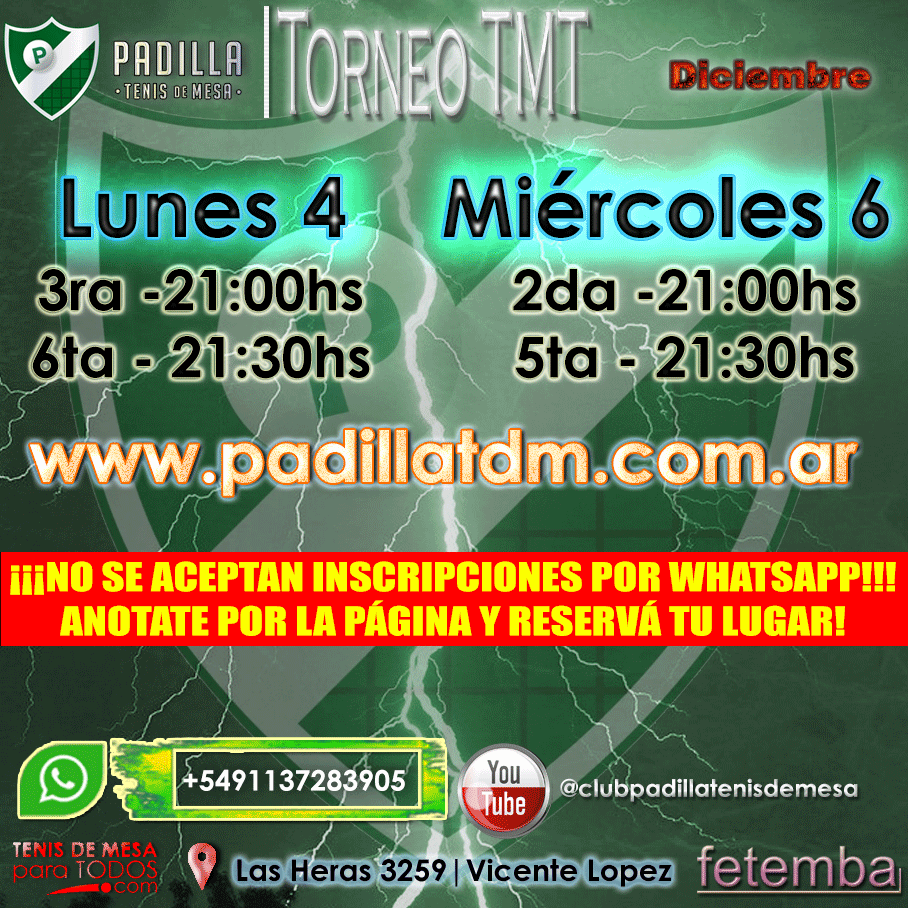 P
PADILLA
· TENIS DE MESA ·
TORNEO TMT
Diciembre
Lunes 4
3ra -21:00hs
6ta - 21:30hs
Miércoles 6
2da -21:00hs
5ta - 21:30hs
www.padillatdm.com.ar
¡¡¡NO SE ACEPTAN INSCRIPCIONES POR WHATSAPP!!!
ANOTATE POR LA PÁGINA Y RESERVÁ TU LUGAR!
+5491137283905
You
Tube
@clubpadillatenisdemesa
TENIS DE MESA
para TODOS
.com
Las Heras 3259|Vicente Lopez
fetemba